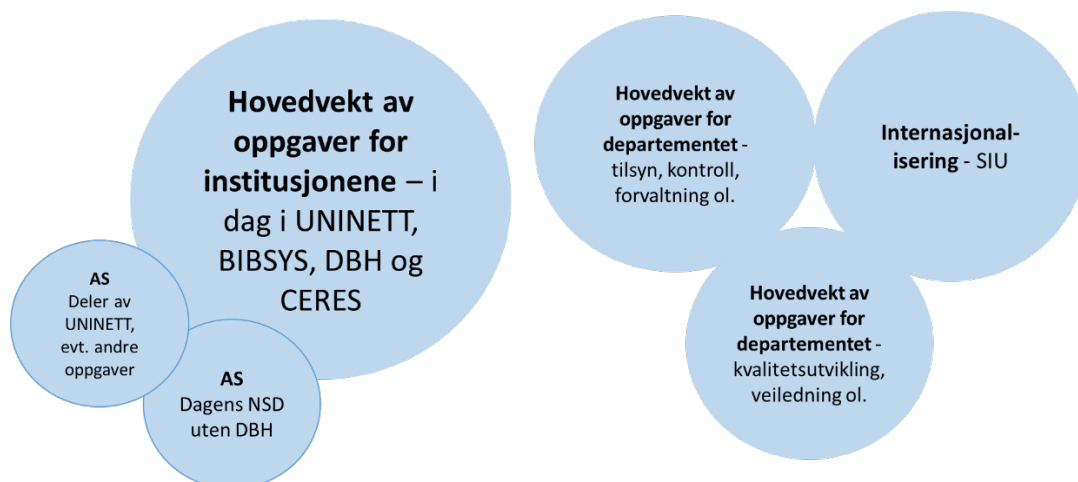 Hovedvekt av
oppgaver for
institusjonene – i
dag i UNINETT,
BIBSYS, DBH og
CERES
AS
Deler av
UNINETT,
evt. andre
oppgaver
AS
Dagens NSD
uten DBH
Hovedvekt av
oppgaver for
departementet -
tilsyn, kontroll,
forvaltning ol.
Internasjonal-
isering - SIU
Hovedvekt av
oppgaver for
departementet -
kvalitetsutvikling,
veiledning ol.